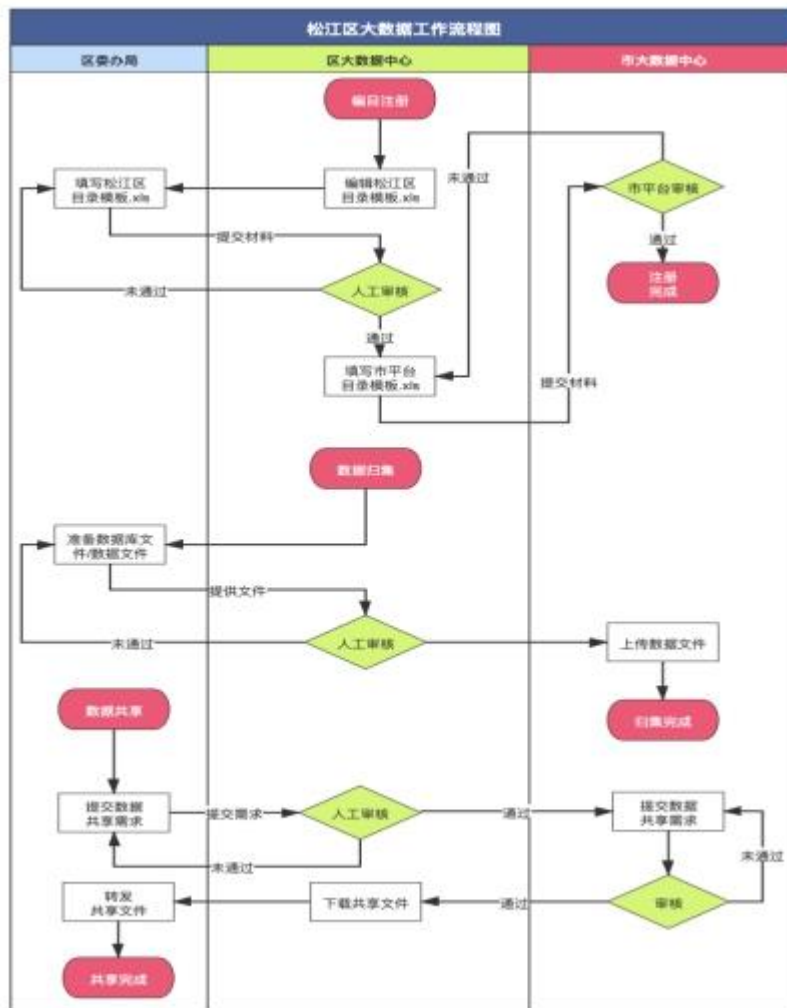 松江区大数据工作流程图
区委办局
区大数据中心
市大数据中心
编目注册
填写松江区
目录模板.xls
编辑松江区
目录模板.xls
未通过
市平台审核
提交材料
通过
未通过
人工审核
注册
完成
通过
填写市平台
目录模板.xls
提交材料
数据归集
准备数据库文
件/数据文件
提供文件
未通过
人工审核
上传数据文件
数据共享
归集完成
提交数据
共享需求
提交需求
人工审核
通过
提交数据
共享需求
未通过
未通过
转发
共享文件
下载共享文件
通过
审核
共享完成